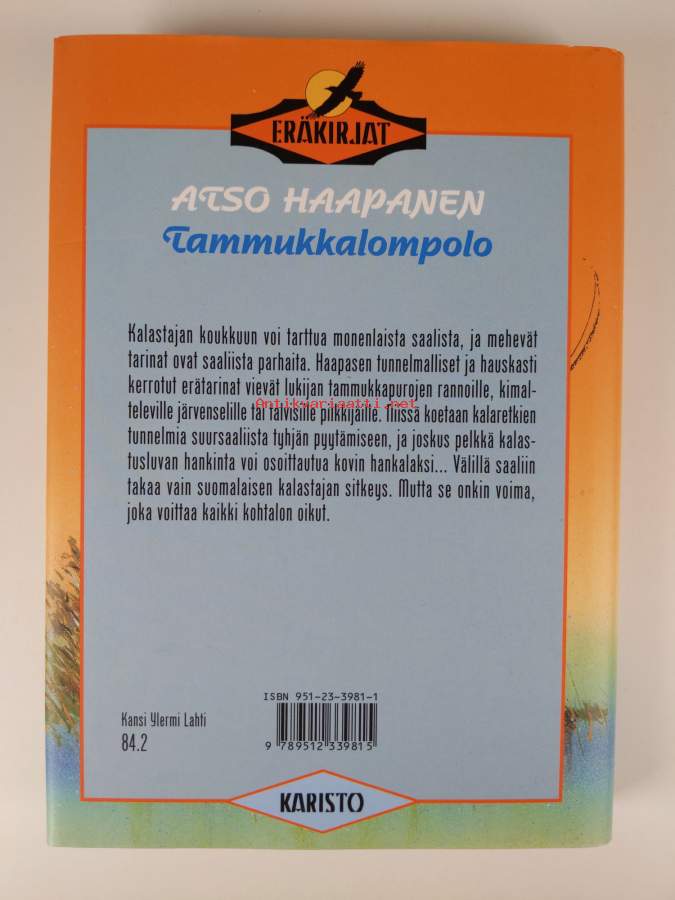 ERÄKIRJAT
ATSO HAAPANEN
Tammukkalompolo
Kalastajan koukkuun voi tarttua monenlaista saalista, ja mehevät
tarinat ovat saaliista parhaita. Haapasen tunnelmalliset ja hauskasti
kerrotut erätarinat vievät lukijan tammukkapurojen rannoille, kimal-
televille järvenselille tai talvisille pilkkijäille. Niissä koetaan kalaretkien
Antikvariaatti.net
tunnelmia suursaaliista tyhjän pyytämiseen, ja joskus pelkkä kalas-
tusluvan hankinta voi osoittautua kovin hankalaksi... Välillä saaliin
takaa vain suomalaisen kalastajan sitkeys. Mutta se onkin voima,
joka voittaa kaikki kohtalon oikut.
ISBN 951-23-3981-1
Kansi Ylermi Lahti
84.2
9 789512 339815
KARISTO